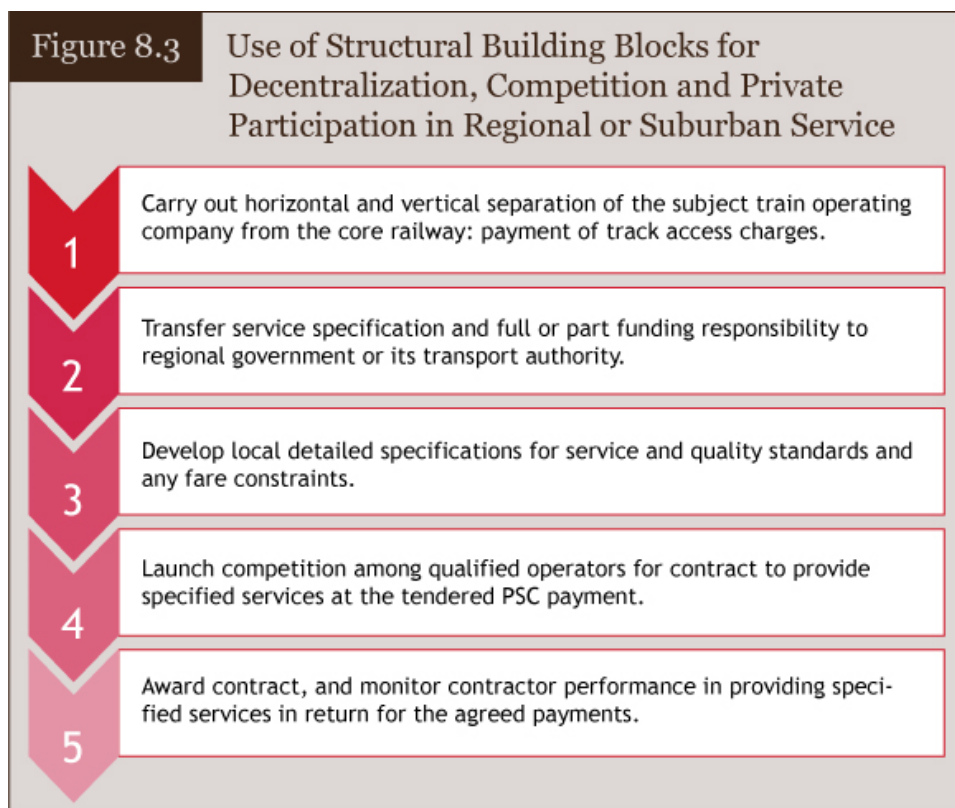 Figure 8.3
Use of Structural Building Blocks for
Decentralization, Competition and Private
Participation in Regional or Suburban Service
1
Carry out horizontal and vertical separation of the subject train operating
company from the core railway: payment of track access charges.
2
Transfer service specification and full or part funding responsibility to
regional government or its transport authority.
3
Develop local detailed specifications for service and quality standards and
any fare constraints.
4
Launch competition among qualified operators for contract to provide
specified services at the tendered PSC payment.
5
Award contract, and monitor contractor performance in providing speci-
fied services in return for the agreed payments.